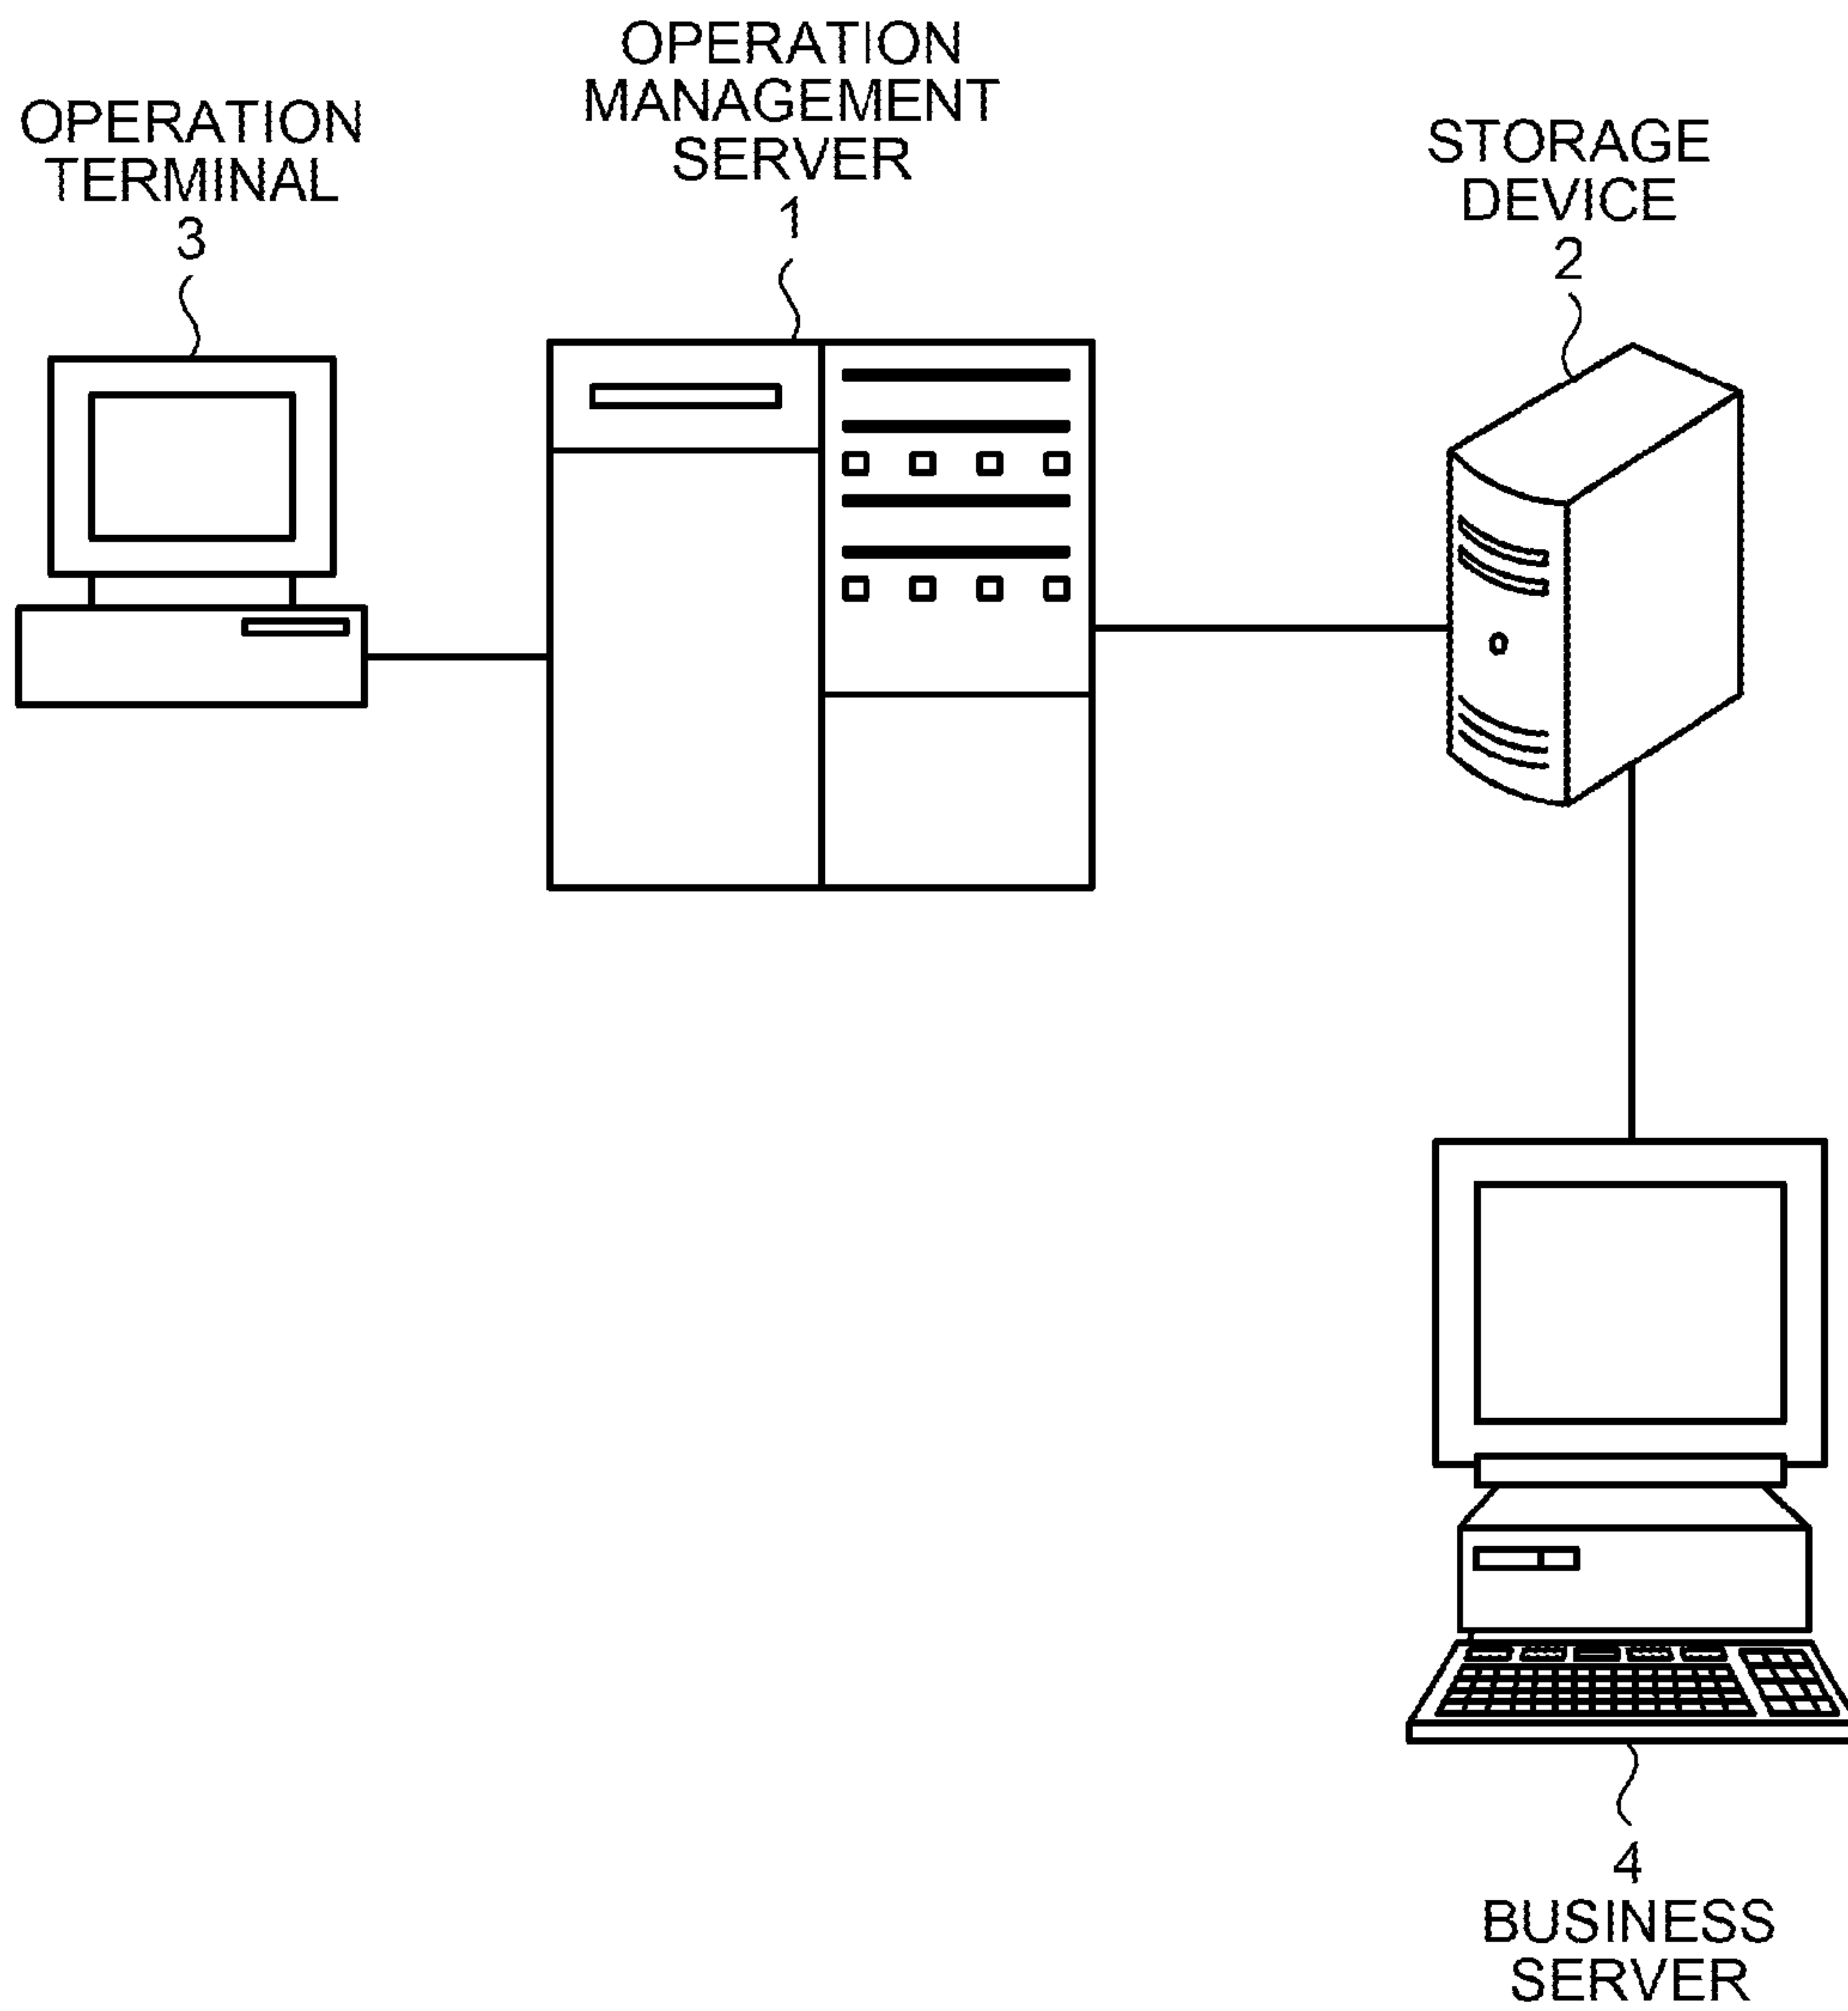 OPERATION
TERMINAL
3
OPERATION
MANAGEMENT
SERVER
1
STORAGE
DEVICE
2
4
BUSINESS
SERVER